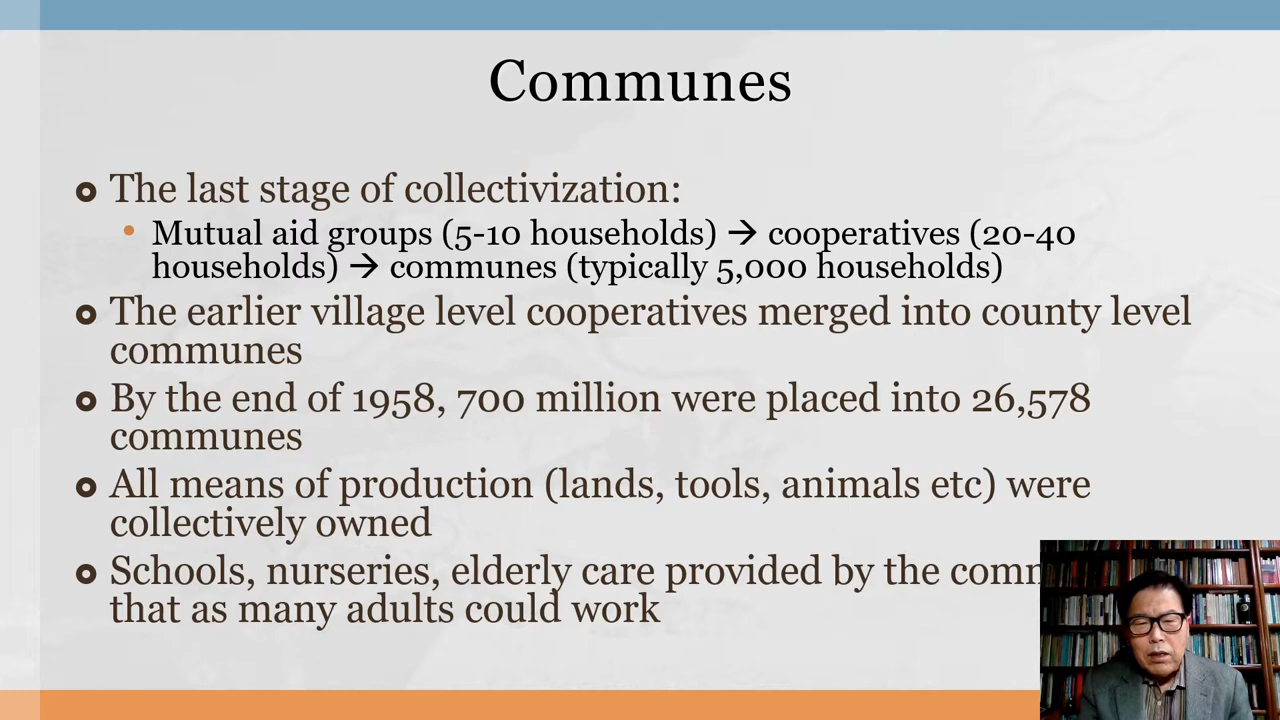 Communes
The last stage of collectivization:
Mutual aid groups (5-10 households) → cooperatives (20-40
households) → communes (typically 5,000 households)
The earlier village level cooperatives merged into county level
communes
By the end of 1958, 700 million were placed into 26,578
communes
All means of production (lands, tools, animals etc) were
collectively owned
Schools, nurseries, elderly care provided by the
that as many adults could work